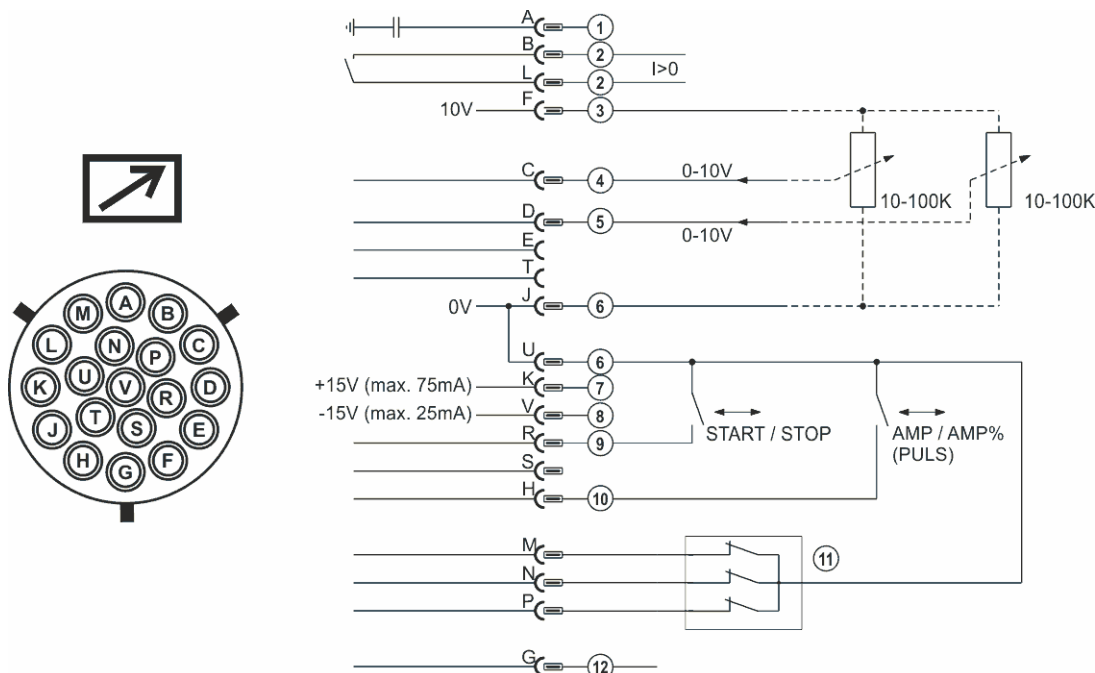 A
1
B
2
L
2
I>0
F
10V
3
C
4
0-10V
10-100K
10-100K
D
5
0-10V
E
T
J
0V
6
U
6
K
+15V (max. 75mA)
7
V
-15V (max. 25mA)
8
R
9
START / STOP
AMP / AMP%
(PULS)
S
H
10
M
11
N
P
G
12
A
M
B
N
L
P
C
U
K
V
D
R
T
J
S
E
H
F
G